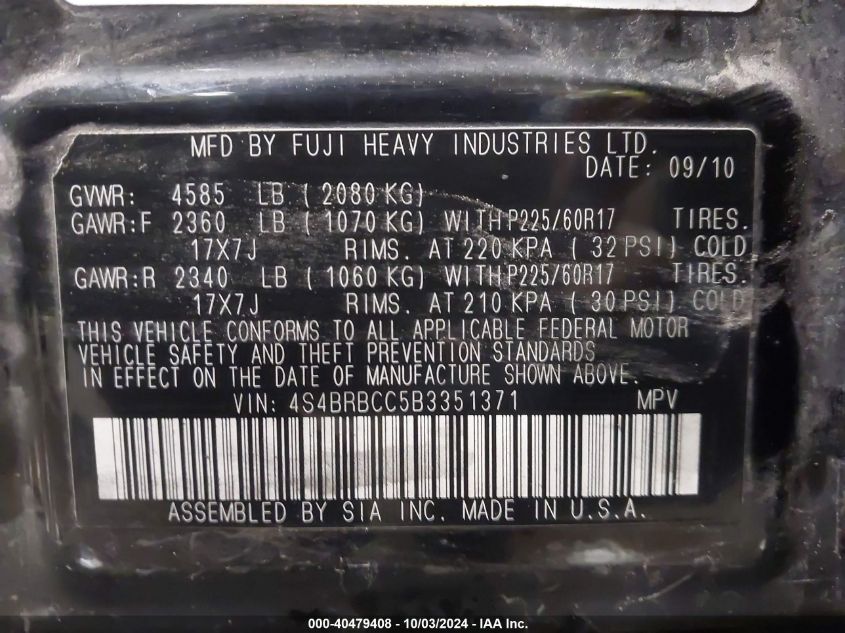 MFD BY FUJI HEAVY INDUSTRIES LTD.
DATE: 09/10
GVWR: 4585 LB ( 2080 KG)
GAWR:F 2360 LB ( 1070 KG) WITH P225/60R17 TIRES.
17X7J RIMS. AT 220 KPA ( 32 PSI) COLD
GAWR:R 2340 LB ( 1060 KG) WITH P225/60R17 TIRES.
17X7J RIMS. AT 210 KPA ( 30 PSI) COLD
THIS VEHICLE CONFORMS TO ALL APPLICABLE FEDERAL MOTOR
VEHICLE SAFETY AND THEFT PREVENTION STANDARDS
IN EFFECT ON THE DATE OF MANUFACTURE SHOWN ABOVE.
VIN: 4S4BRBCC5B3351371 MPV
ASSEMBLED BY SIA INC. MADE IN U.S.A.
000-40479408 - 10/03/2024 - IAA Inc.